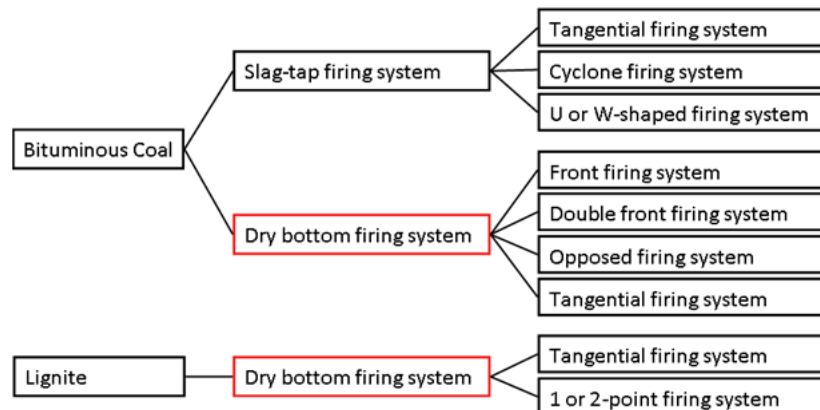 Tangential firing system
Slag-tap firing system
Cyclone firing system
U or W-shaped firing system
Bituminous Coal
Front firing system
Double front firing system
Dry bottom firing system
Opposed firing system
Tangential firing system
Tangential firing system
Lignite
Dry bottom firing system
1 or 2-point firing system